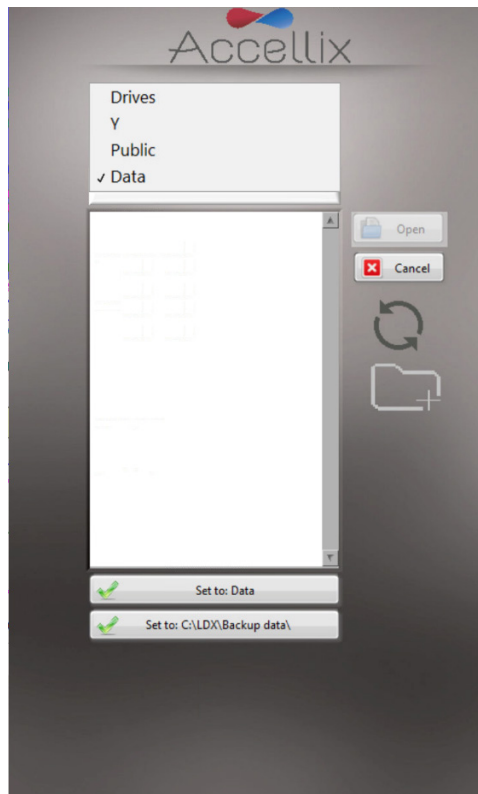 Accellix
Drives
Y
Public
✓ Data
Open
Cancel
Set to: Data
Set to: C:\LDX\Backup data\